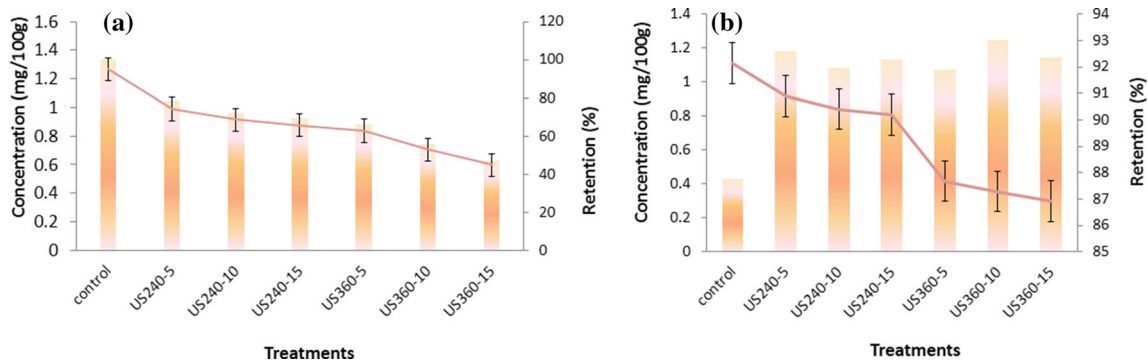 (a)
Concentration (mg/100g)
1.6
1.4
1.2
1
0.8
0.6
0.4
0.2
0
120
100
80
60
40
20
0
Retention (%)
control
US240-5
US240-10
US240-15
US360-5
US360-10
US360-15
Treatments
(b)
Concentration (mg/100g)
1.4
1.2
1
0.8
0.6
0.4
0.2
0
94
93
92
91
90
89
88
87
86
85
Retention (%)
control
US240-5
US240-10
US240-15
US360-5
US360-10
US360-15
Treatments